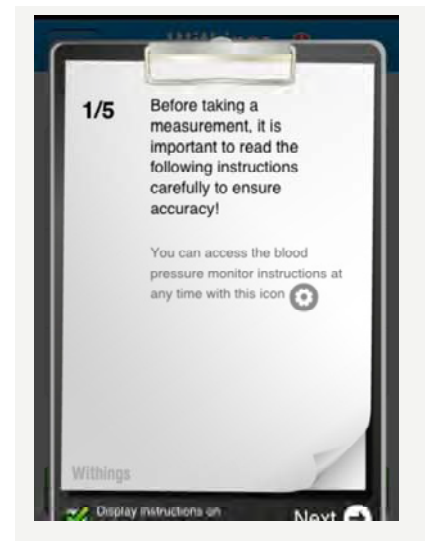 Withings
1/5
Before taking a
measurement, it is
important to read the
following instructions
carefully to ensure
accuracy!
You can access the blood
pressure monitor instructions at
any time with this icon
Withings
Display instructions on
Next